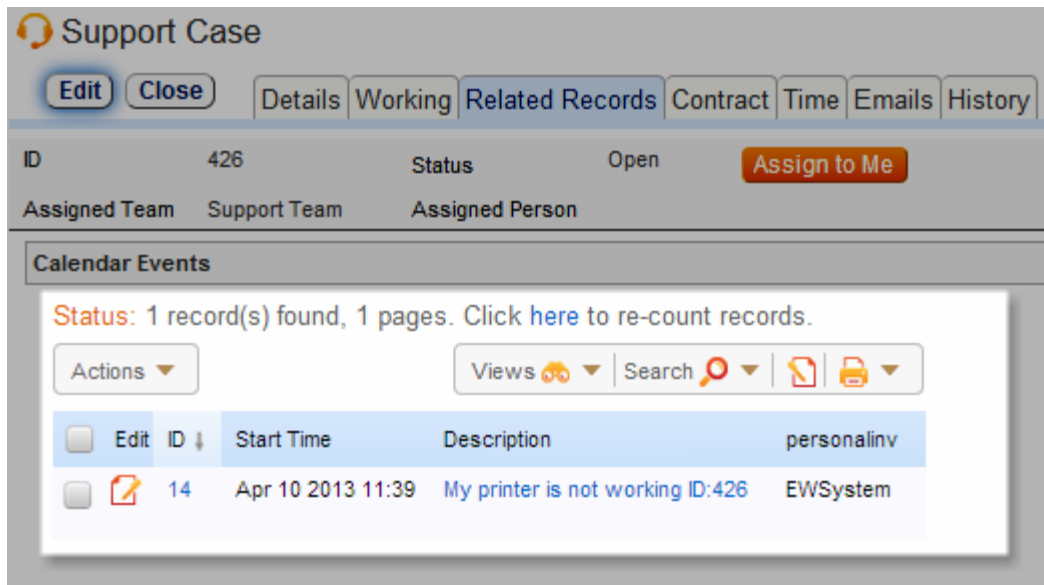 Support Case
Edit Close Details Working Related Records Contract Time Emails History
ID 426 Status Open Assign to Me
Assigned Team Support Team Assigned Person
Calendar Events
Status: 1 record(s) found, 1 pages. Click here to re-count records.
Actions Views Search
Edit ID Start Time Description personalinv
14 Apr 10 2013 11:39 My printer is not working ID:426 EWSystem